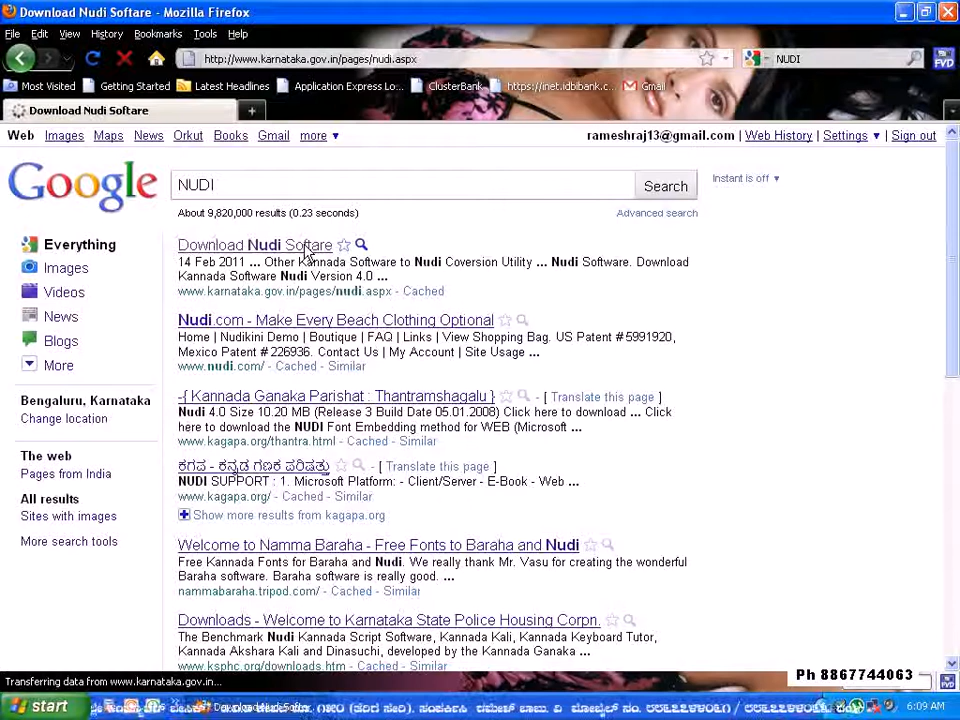 Download Nudi Softare - Mozilla Firefox
File Edit View History Bookmarks Tools Help
http://www.karnataka.gov.in/pages/nudi.aspx NUDI
Most Visited Getting Started Latest Headlines Application Express Lo... ClusterBank https://inet.idbibank.c... Gmail
Download Nudi Softare
Web Images Maps News Orkut Books Gmail more ▼ rameshraj13@gmail.com | Web History | Settings ▼ | Sign out
Google NUDI Search Instant is off ▼
About 9,820,000 results (0.23 seconds) Advanced search
Everything
Images
Videos
News
Blogs
More
Bengaluru, Karnataka
Change location
The web
Pages from India
All results
Sites with images
More search tools
Download Nudi Softare
14 Feb 2011 ... Other Kannada Software to Nudi Coversion Utility ... Nudi Software. Download
Kannada Software Nudi Version 4.0 ...
www.karnataka.gov.in/pages/nudi.aspx - Cached
Nudi.com - Make Every Beach Clothing Optional
Home | Nudikini Demo | Boutique | FAQ | Links | View Shopping Bag. US Patent # 5991920,
Mexico Patent # 226936. Contact Us | My Account | Site Usage ...
www.nudi.com/ - Cached - Similar
-{ Kannada Ganaka Parishat : Thantramshagalu } - [ Translate this page ]
Nudi 4.0 Size 10.20 MB (Release 3 Build Date 05.01.2008) Click here to download ... Click
here to download the NUDI Font Embedding method for WEB (Microsoft ...
www.kagapa.org/thantra.html - Cached - Similar
ಕಗಪ - ಕನ್ನಡ ಗಣಕ ಪರಿಷತ್ತು - [ Translate this page ]
NUDI SUPPORT : 1. Microsoft Platform: - Client/Server - E-Book - Web ...
www.kagapa.org/ - Cached - Similar
Show more results from kagapa.org
Welcome to Namma Baraha - Free Fonts to Baraha and Nudi
Free Kannada Fonts for Baraha and Nudi. We really thank Mr. Vasu for creating the wonderful
Baraha software. Baraha software is really good. ...
nammabaraha.tripod.com/ - Cached - Similar
Downloads - Welcome to Karnataka State Police Housing Corpn.
The Benchmark Nudi Kannada Script Software, Kannada Kali, Kannada Keyboard Tutor,
Kannada Akshara Kali and Dinasuchi, developed by the Kannada Ganaka ...
www.ksphc.org/downloads.htm - Cached - Similar
Transferring data from www.karnataka.gov.in...
Ph 8867744063
start Download Nudi Softar... 6:09 AM